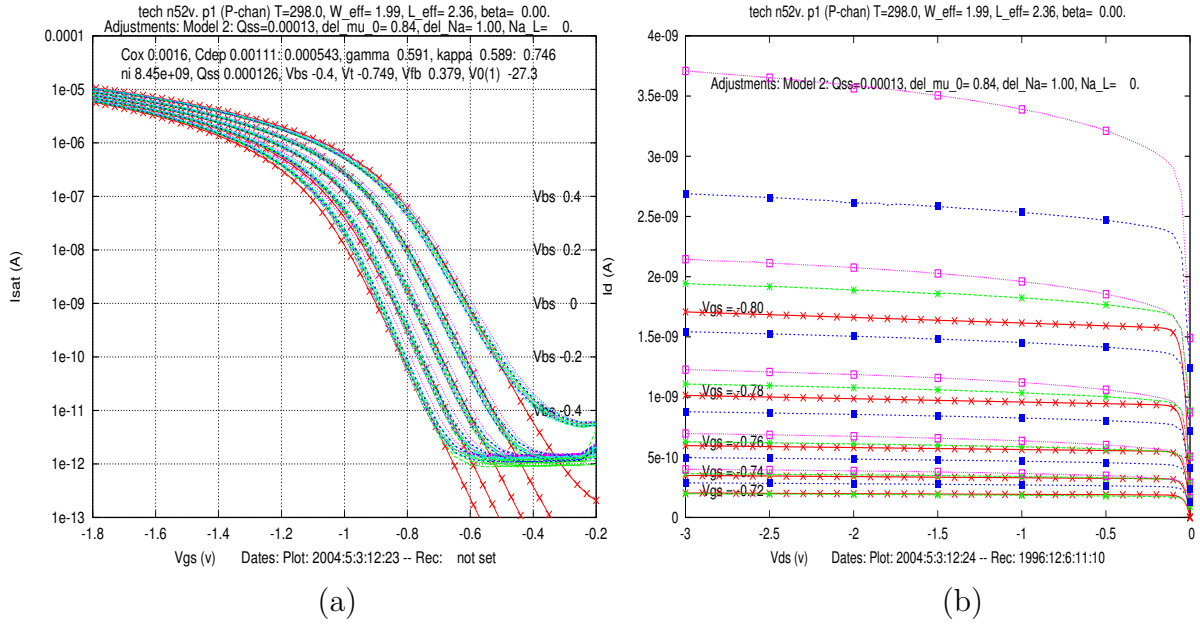 tech n52v. p1 (P-chan) T=298.0, W_eff= 1.99, L_eff= 2.36, beta= 0.00.
Adjustments: Model 2: Qss=0.00013, del_mu_0= 0.84, del_Na= 1.00, Na_L= 0.
Cox 0.0016, Cdep 0.00111: 0.000543, gamma 0.591, kappa 0.589: 0.746
ni 8.45e+09, Qss 0.000126, Vbs -0.4, Vt -0.749, Vfb 0.379, V0(1) -27.3
0.0001
1e-05
1e-06
1e-07
1e-08
1e-09
1e-10
1e-11
1e-12
1e-13
Isat (A)
Vbs 0.4
Vbs 0.2
Vbs 0
Vbs -0.2
Vbs -0.4
-1.8 -1.6 -1.4 -1.2 -1 -0.8 -0.6 -0.4 -0.2
Vgs (v) Dates: Plot: 2004:5:3:12:23 -- Rec: not set
(a)
tech n52v. p1 (P-chan) T=298.0, W_eff= 1.99, L_eff= 2.36, beta= 0.00.
Adjustments: Model 2: Qss=0.00013, del_mu_0= 0.84, del_Na= 1.00, Na_L= 0.
4e-09
3.5e-09
3e-09
2.5e-09
2e-09
1.5e-09
1e-09
5e-10
0
Id (A)
Vgs = -0.80
Vgs = -0.78
Vgs = -0.76
Vgs = -0.74
Vgs = -0.72
-3 -2.5 -2 -1.5 -1 -0.5 0
Vds (v) Dates: Plot: 2004:5:3:12:24 -- Rec: 1996:12:6:11:10
(b)